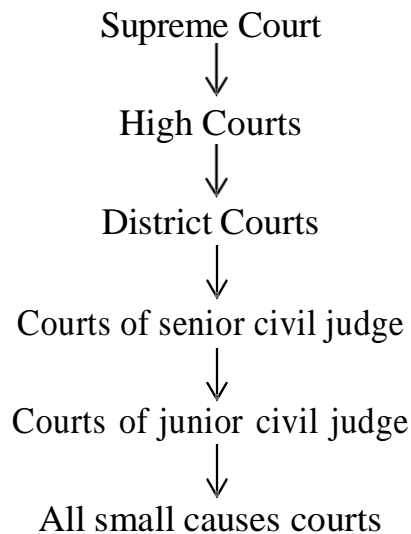 Supreme Court
High Courts
District Courts
Courts of senior civil judge
Courts of junior civil judge
All small causes courts